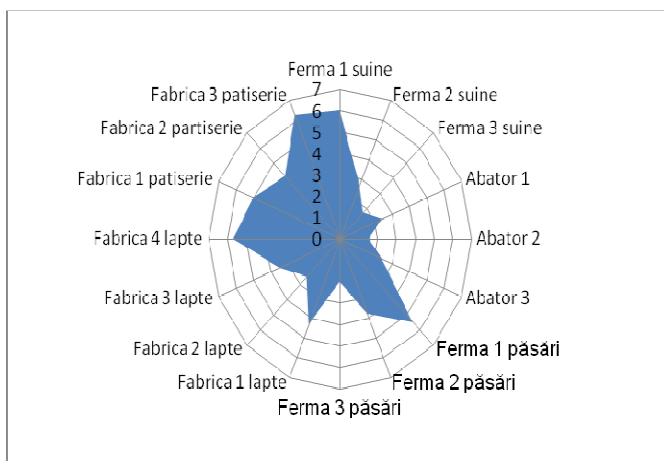 Ferma 1 suine
Ferma 2 suine
Ferma 3 suine
Abator 1
Abator 2
Abator 3
Ferma 1 păsări
Ferma 2 păsări
Ferma 3 păsări
Fabrica 1 lapte
Fabrica 2 lapte
Fabrica 3 lapte
Fabrica 4 lapte
Fabrica 1 patiserie
Fabrica 2 partiserie
Fabrica 3 patiserie
7
6
5
4
3
2
1
0